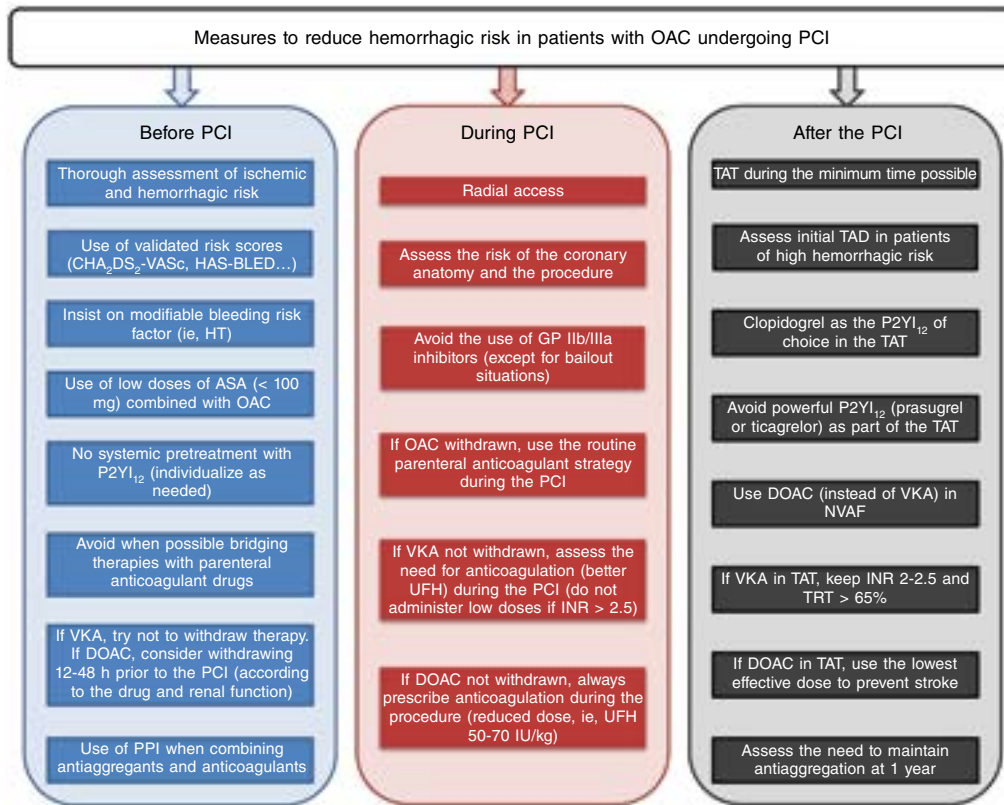 Measures to reduce hemorrhagic risk in patients with OAC undergoing PCI
Before PCI
Thorough assessment of ischemic
and hemorrhagic risk
Use of validated risk scores
(CHA₂DS₂-VASc, HAS-BLED…)
Insist on modifiable bleeding risk
factor (ie, HT)
Use of low doses of ASA (< 100
mg) combined with OAC
No systemic pretreatment with
P2YI₁₂ (individualize as
needed)
Avoid when possible bridging
therapies with parenteral
anticoagulant drugs
If VKA, try not to withdraw therapy.
If DOAC, consider withdrawing
12-48 h prior to the PCI (according
to the drug and renal function)
Use of PPI when combining
antiaggregants and anticoagulants
During PCI
Radial access
Assess the risk of the coronary
anatomy and the procedure
Avoid the use of GP IIb/IIIa
inhibitors (except for bailout
situations)
If OAC withdrawn, use the routine
parenteral anticoagulant strategy
during the PCI
If VKA not withdrawn, assess the
need for anticoagulation (better
UFH) during the PCI (do not
administer low doses if INR > 2.5)
If DOAC not withdrawn, always
prescribe anticoagulation during the
procedure (reduced dose, ie, UFH
50-70 IU/kg)
After the PCI
TAT during the minimum time possible
Assess initial TAD in patients
of high hemorrhagic risk
Clopidogrel as the P2YI₁₂ of
choice in the TAT
Avoid powerful P2YI₁₂ (prasugrel
or ticagrelor) as part of the TAT
Use DOAC (instead of VKA) in
NVAF
If VKA in TAT, keep INR 2-2.5 and
TRT > 65%
If DOAC in TAT, use the lowest
effective dose to prevent stroke
Assess the need to maintain
antiaggregation at 1 year